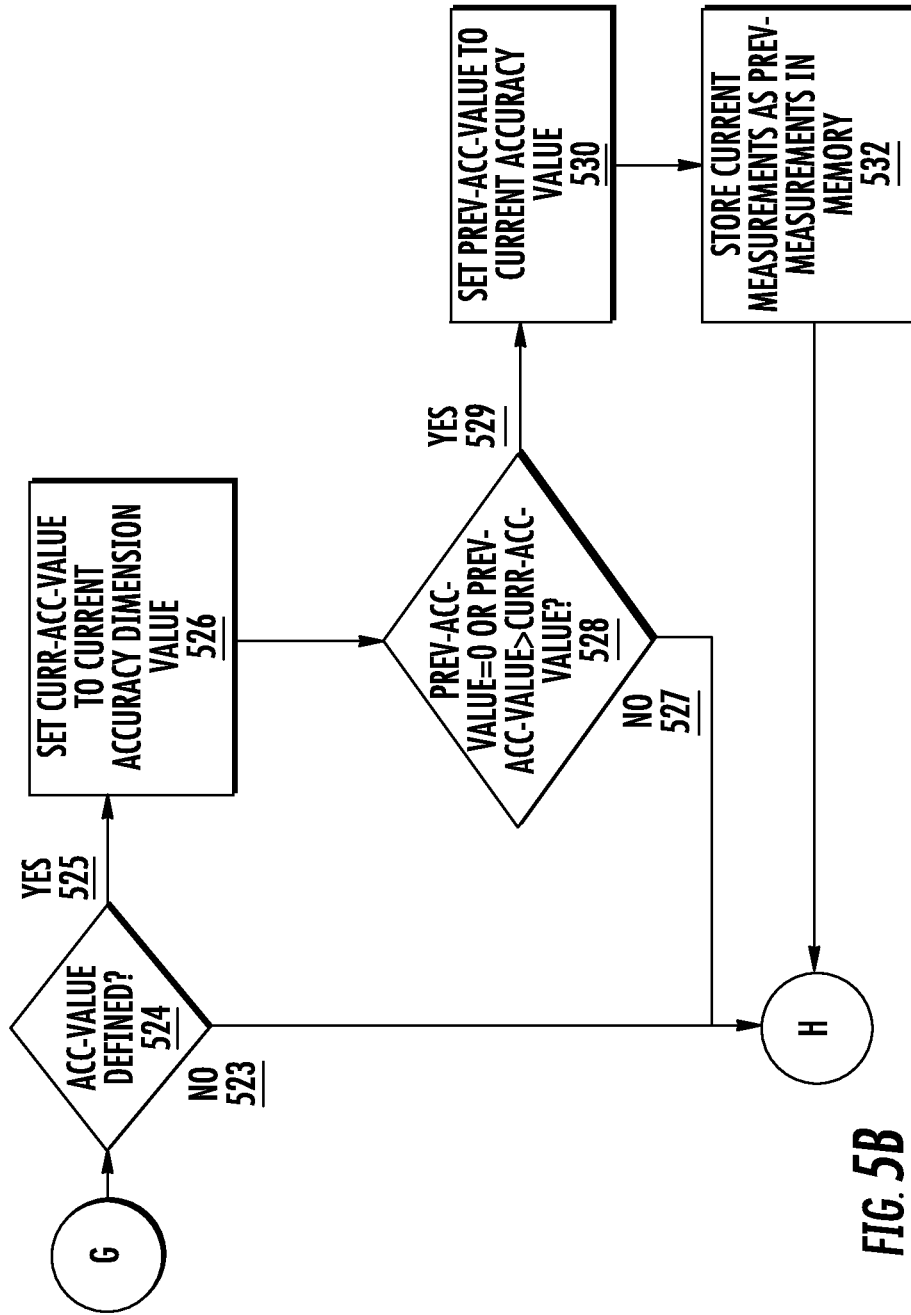 G
ACC-VALUE
DEFINED?
524
YES
525
NO
523
SET CURR-ACC-VALUE
TO CURRENT
ACCURACY DIMENSION
VALUE
526
PREV-ACC-
VALUE=0 OR PREV-
ACC-VALUE>CURR-ACC-
VALUE?
528
YES
529
NO
527
SET PREV-ACC-VALUE TO
CURRENT ACCURACY
VALUE
530
STORE CURRENT
MEASUREMENTS AS PREV-
MEASUREMENTS IN
MEMORY
532
H
FIG. 5B